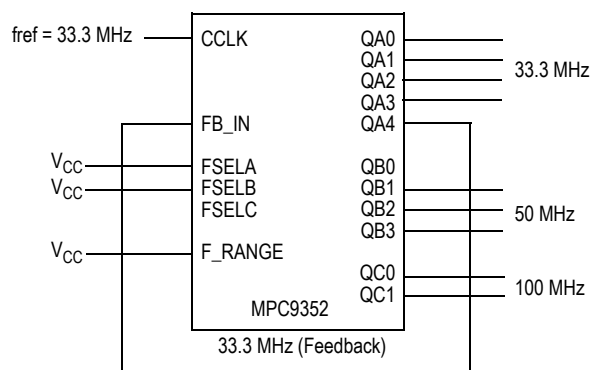 fref = 33.3 MHz
CCLK
QA0
QA1
QA2
QA3
QA4
33.3 MHz
FB_IN
VCC
FSELA
VCC
FSELB
FSELC
QB0
QB1
QB2
QB3
50 MHz
VCC
F_RANGE
QC0
QC1
100 MHz
MPC9352
33.3 MHz (Feedback)